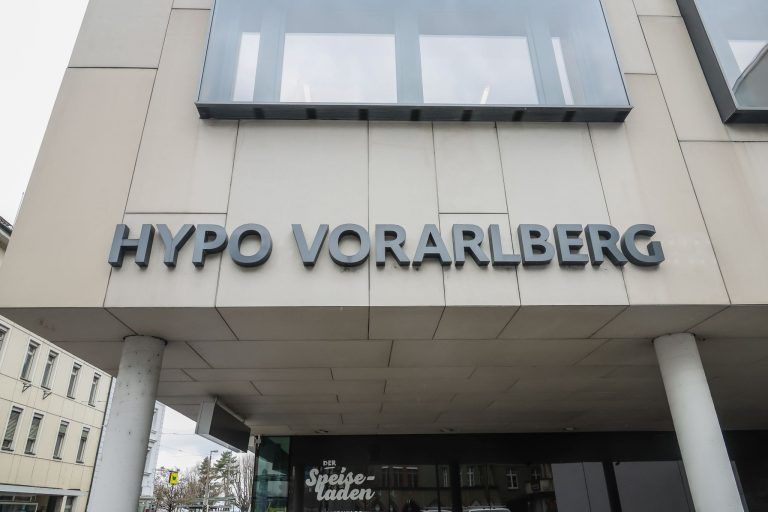 HYPO VORARLBERG
DER
Speise-
laden